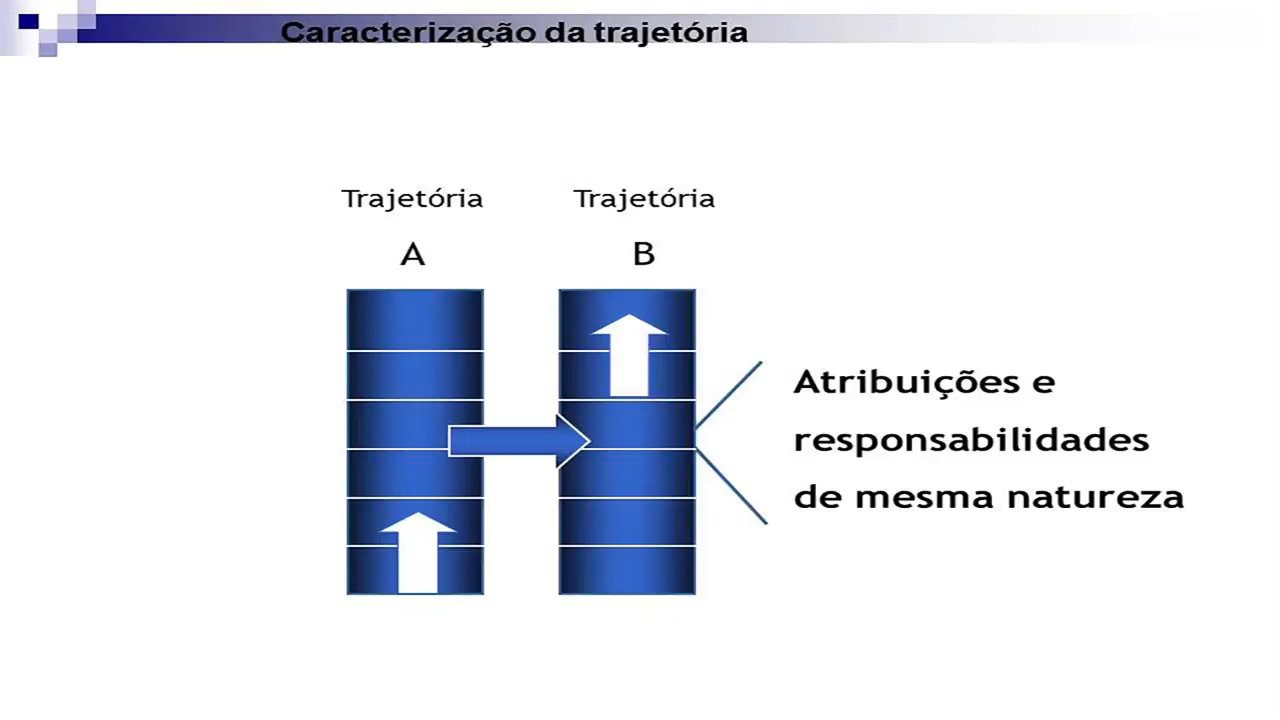 Caracterização da trajetória
Trajetória Trajetória
A B
Atribuições e
responsabilidades
de mesma natureza